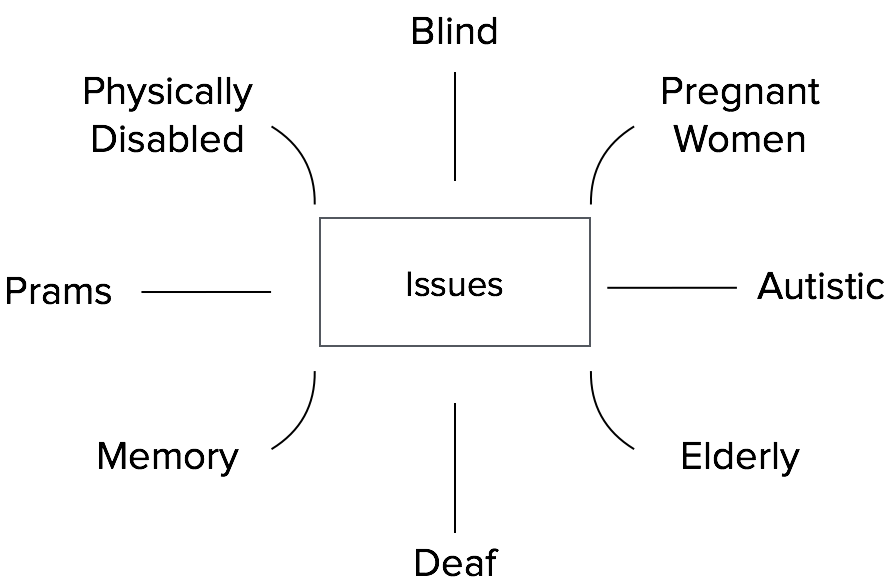 Blind
Physically
Disabled
Pregnant
Women
Prams
Issues
Autistic
Memory
Elderly
Deaf